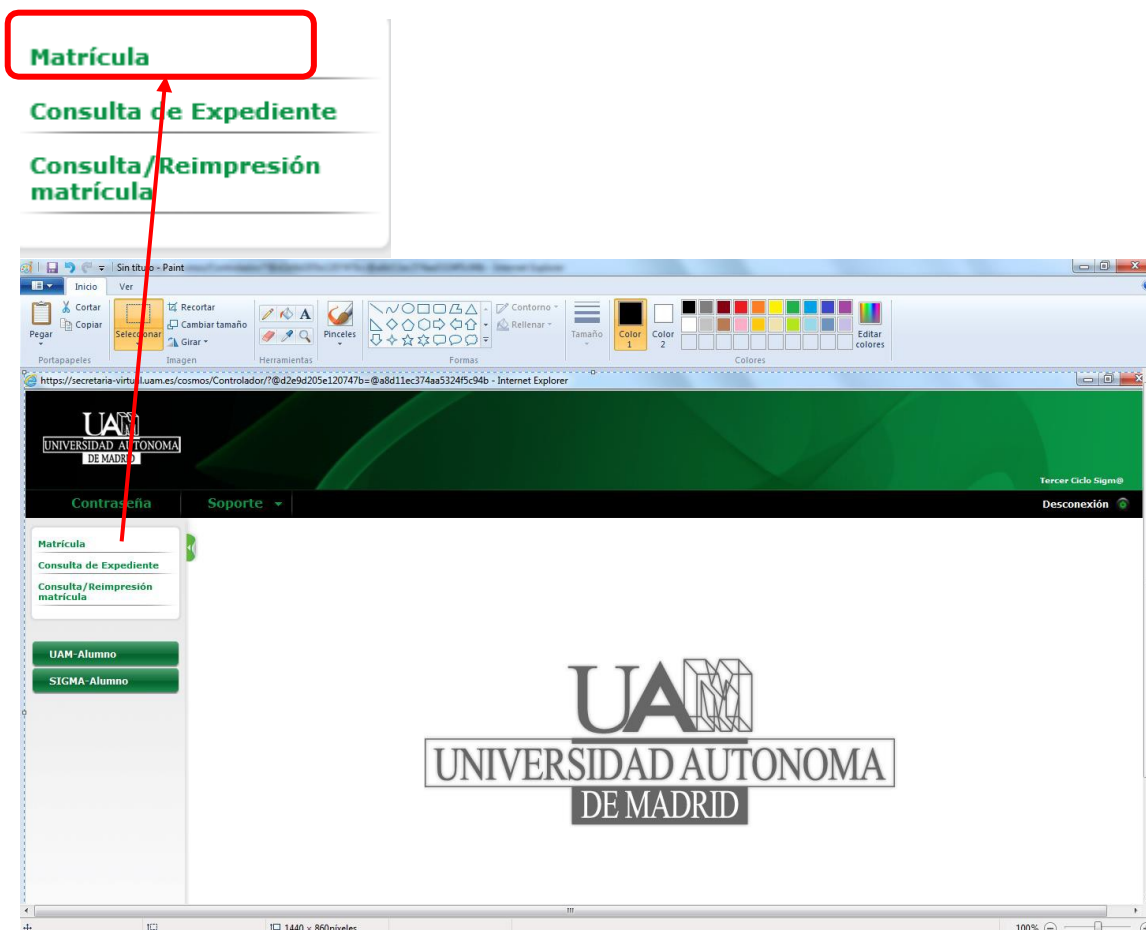 Matrícula
Consulta de Expediente
Consulta/Reimpresión
matrícula
Sin título - Paint
Inicio Ver
Pegar
Cortar
Copiar
Portapapeles
Seleccionar
Recortar
Cambiar tamaño
Girar
Imagen
A
Herramientas
Pinceles
Contorno
Rellenar
Formas
Tamaño
Color
1
Color
2
Editar
colores
Colores
https://secretaria-virtual.uam.es/cosmos/Controlador/?@d2e9d205e120747b=@a8d11ec374aa5324f5c94b - Internet Explorer
UAM
UNIVERSIDAD AUTONOMA
DE MADRID
Tercer Ciclo Sigm@
Contraseña Soporte Desconexión
Matrícula
Consulta de Expediente
Consulta/Reimpresión
matrícula
UAM-Alumno
SIGMA-Alumno
UAM
UNIVERSIDAD AUTONOMA
DE MADRID
1440 × 860píxeles 100%